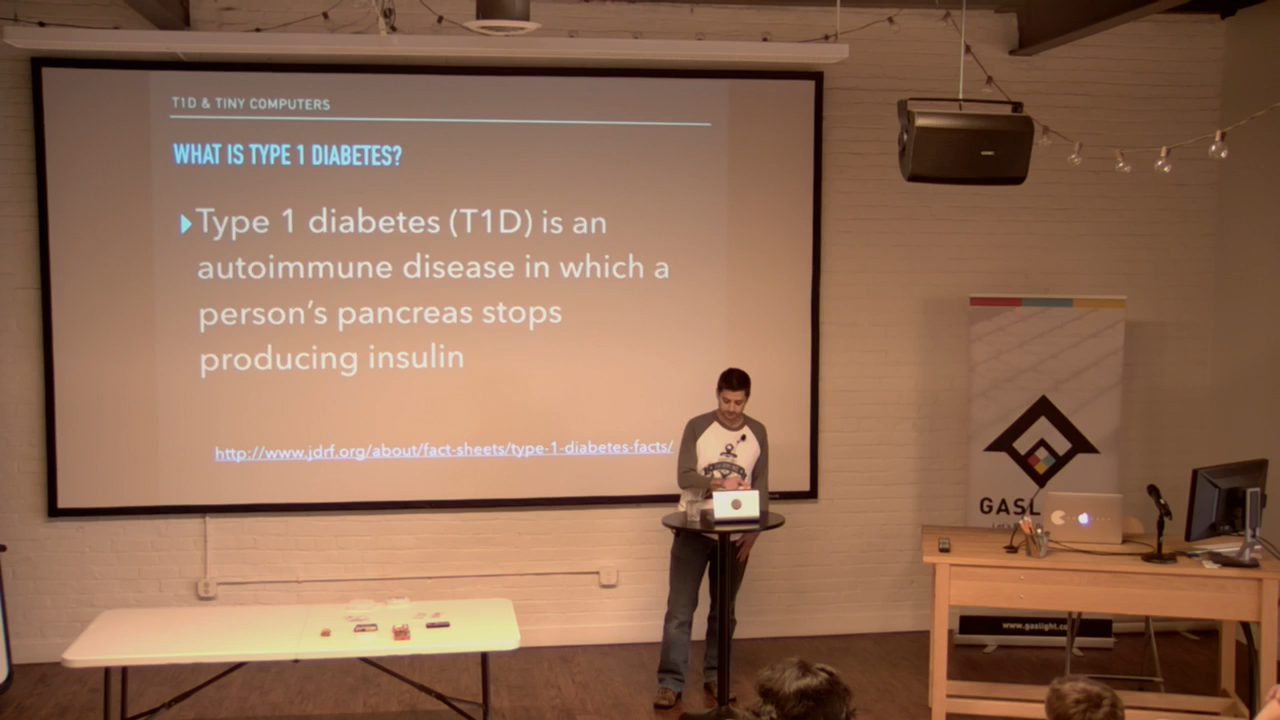 T1D & TINY COMPUTERS
WHAT IS TYPE 1 DIABETES?
Type 1 diabetes (T1D) is an
autoimmune disease in which a
person's pancreas stops
producing insulin
http://www.jdrf.org/about/fact-sheets/type-1-diabetes-facts/
GASL
www.gaslight.co